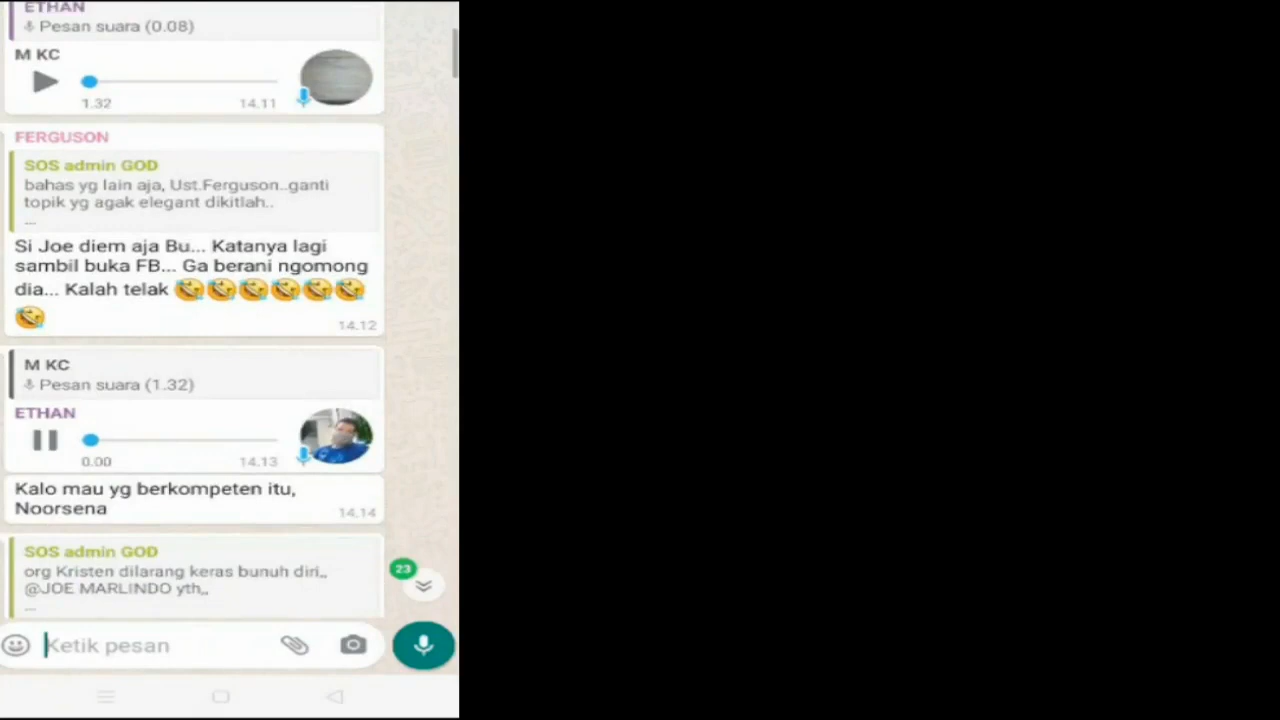 ETHAN
Pesan suara (0.08)
M KC
1.32 14.11
FERGUSON
SOS admin GOD
bahas yg lain aja, Ust.Ferguson..ganti
topik yg agak elegant dikitlah..
...
Si Joe diem aja Bu... Katanya lagi
sambil buka FB... Ga berani ngomong
dia... Kalah telak 🤣🤣🤣🤣🤣🤣
🤣 14.12
M KC
Pesan suara (1.32)
ETHAN
0.00 14.13
Kalo mau yg berkompeten itu,
Noorsena 14.14
SOS admin GOD
org Kristen dilarang keras bunuh diri,,
@JOE MARLINDO yth,,
...
23
Ketik pesan